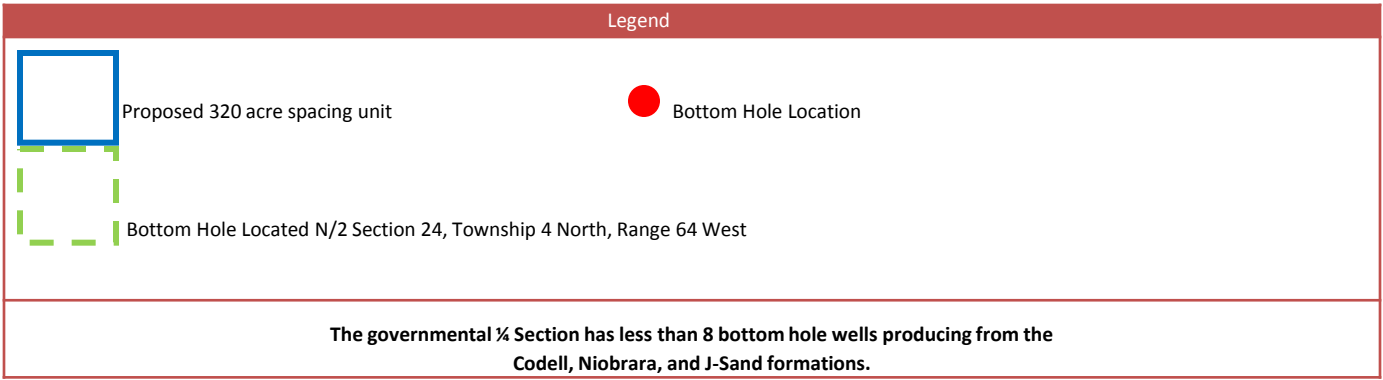 Legend
Proposed 320 acre spacing unit
Bottom Hole Location
Bottom Hole Located N/2 Section 24, Township 4 North, Range 64 West
The governmental ¼ Section has less than 8 bottom hole wells producing from the
Codell, Niobrara, and J-Sand formations.